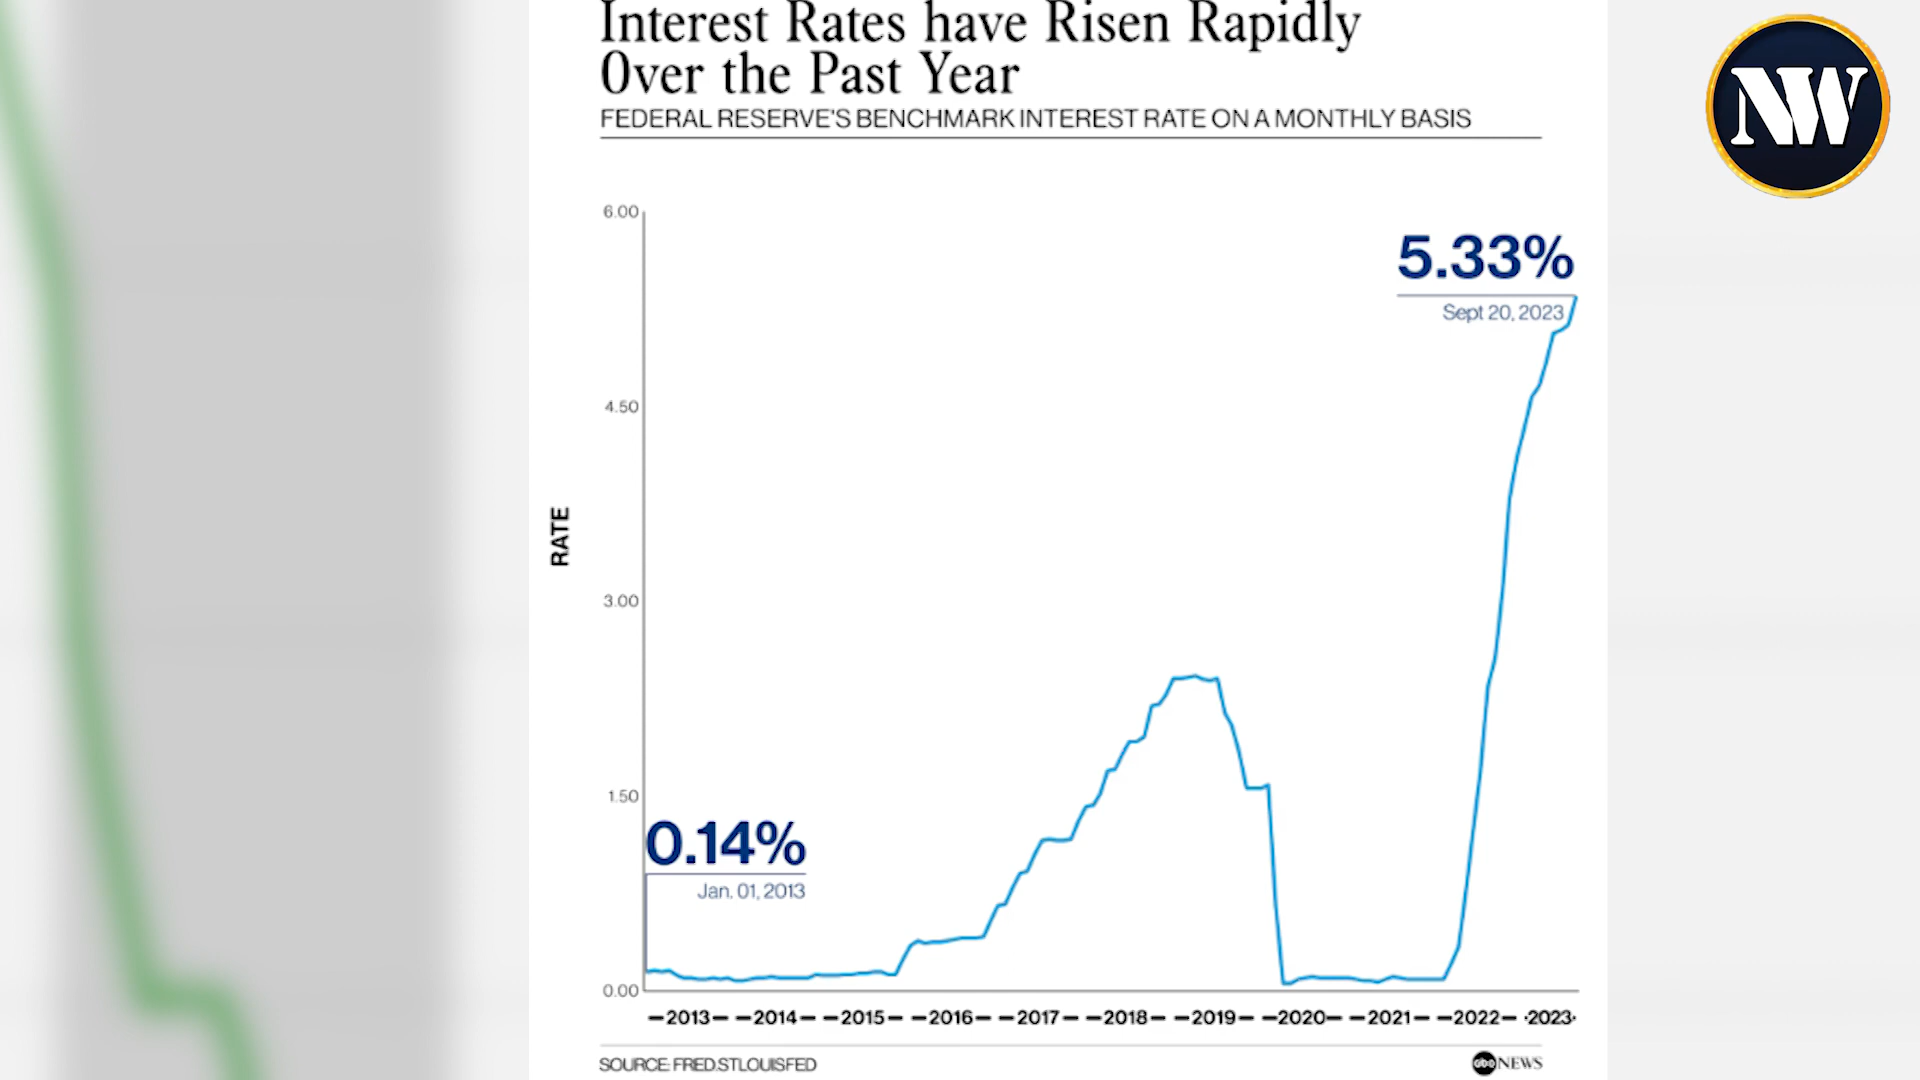 Interest Rates have Risen Rapidly
Over the Past Year
FEDERAL RESERVE'S BENCHMARK INTEREST RATE ON A MONTHLY BASIS
NW
6.00
5.33%
Sept 20, 2023
4.50
RATE
3.00
1.50
0.14%
Jan. 01, 2013
0.00
2013 2014 2015 2016 2017 2018 2019 2020 2021 2022 2023
SOURCE: FRED.STLOUISFED
abc NEWS